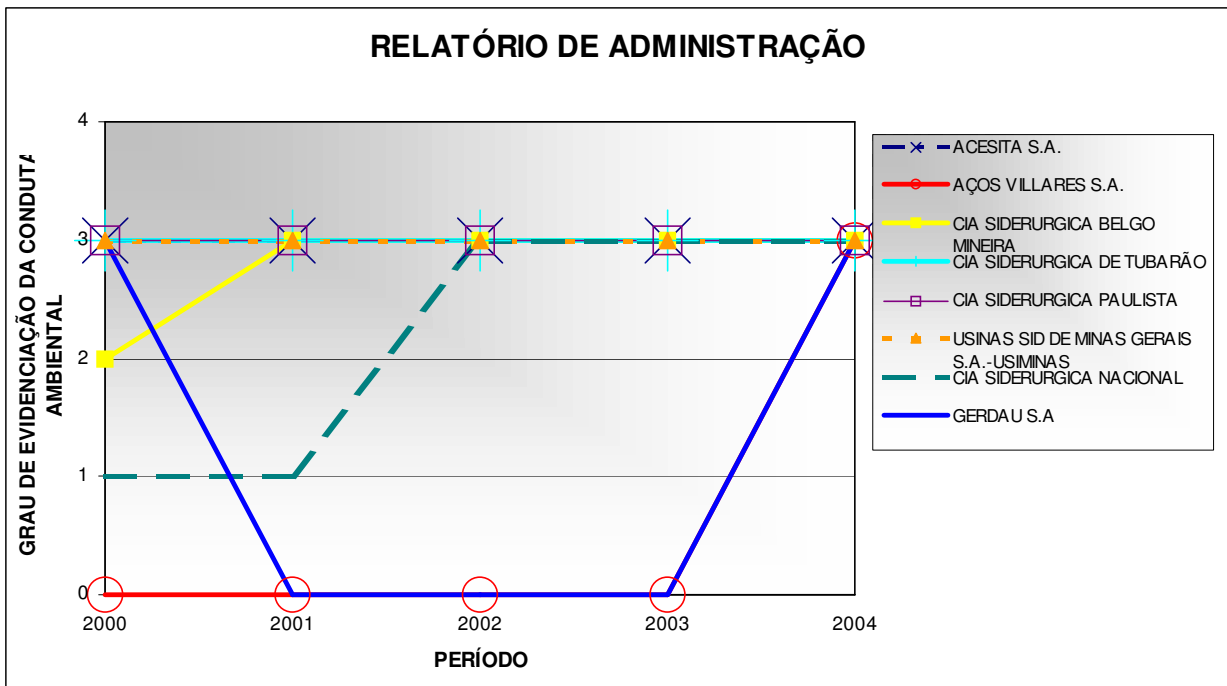 RELATÓRIO DE ADMINISTRAÇÃO
GRAU DE EVIDENCIAÇÃO DA CONDUTA
AMBIENTAL
4
3
2
1
0
2000
2001
2002
2003
2004
PERÍODO
ACESITA S.A.
AÇOS VILLARES S.A.
CIA SIDERURGICA BELGO
MINEIRA
CIA SIDERURGICA DE TUBARÃO
CIA SIDERURGICA PAULISTA
USINAS SID DE MINAS GERAIS
S.A.-USIMINAS
CIA SIDERURGICA NACIONAL
GERDAU S.A